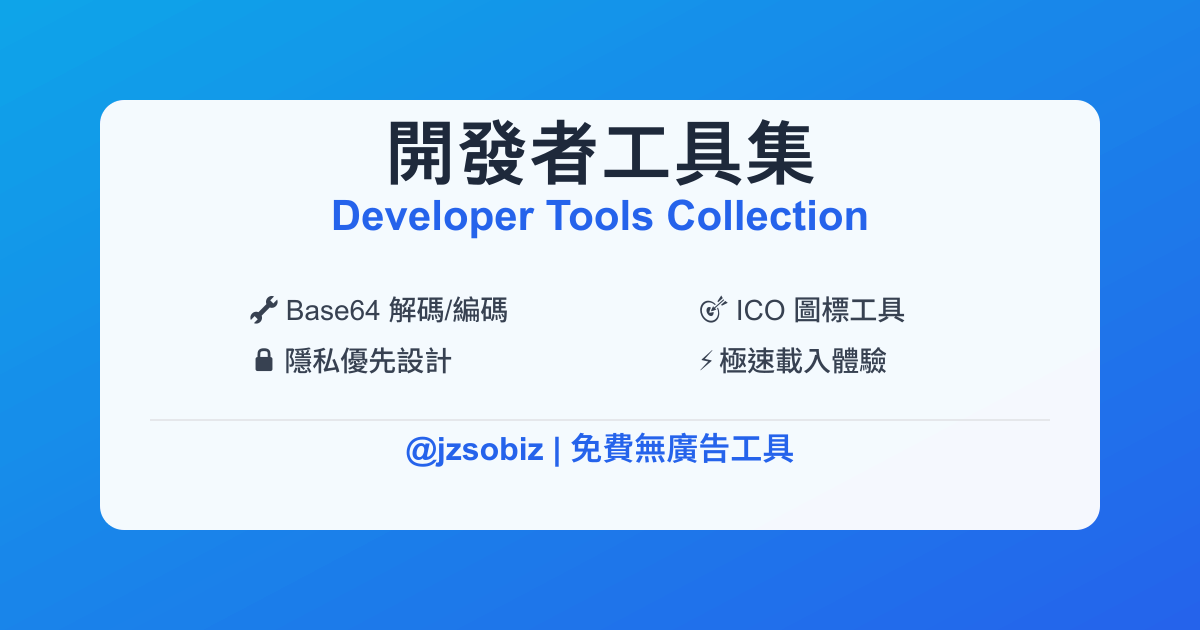 開發者工具集
Developer Tools Collection
🔧 Base64 解碼/編碼
🎯 ICO 圖標工具
🔒 隱私優先設計
⚡ 極速載入體驗
@jzsobiz | 免費無廣告工具